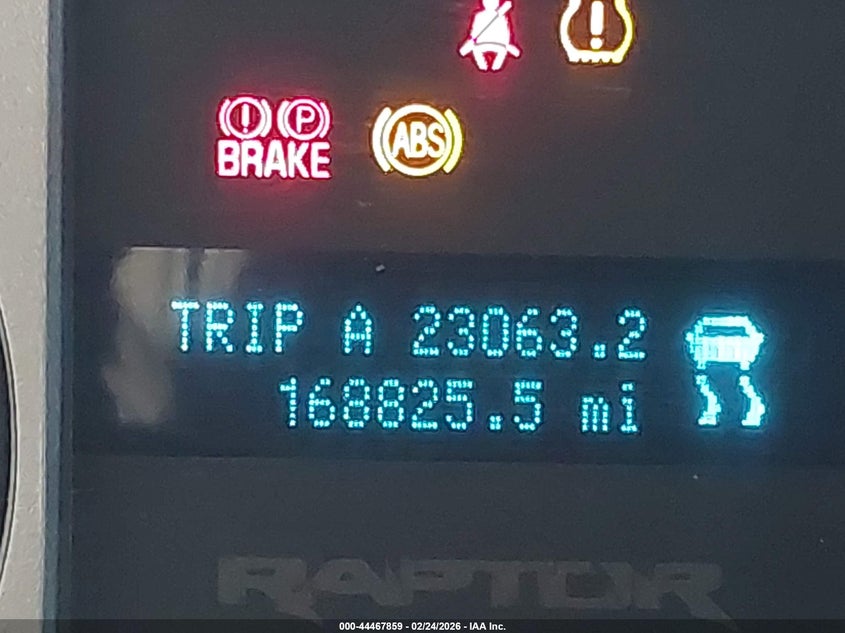 P
BRAKE
ABS
TRIP A 23063.2
168825.5 mi
RAPTOR
000-44467859 - 02/24/2026 - IAA Inc.